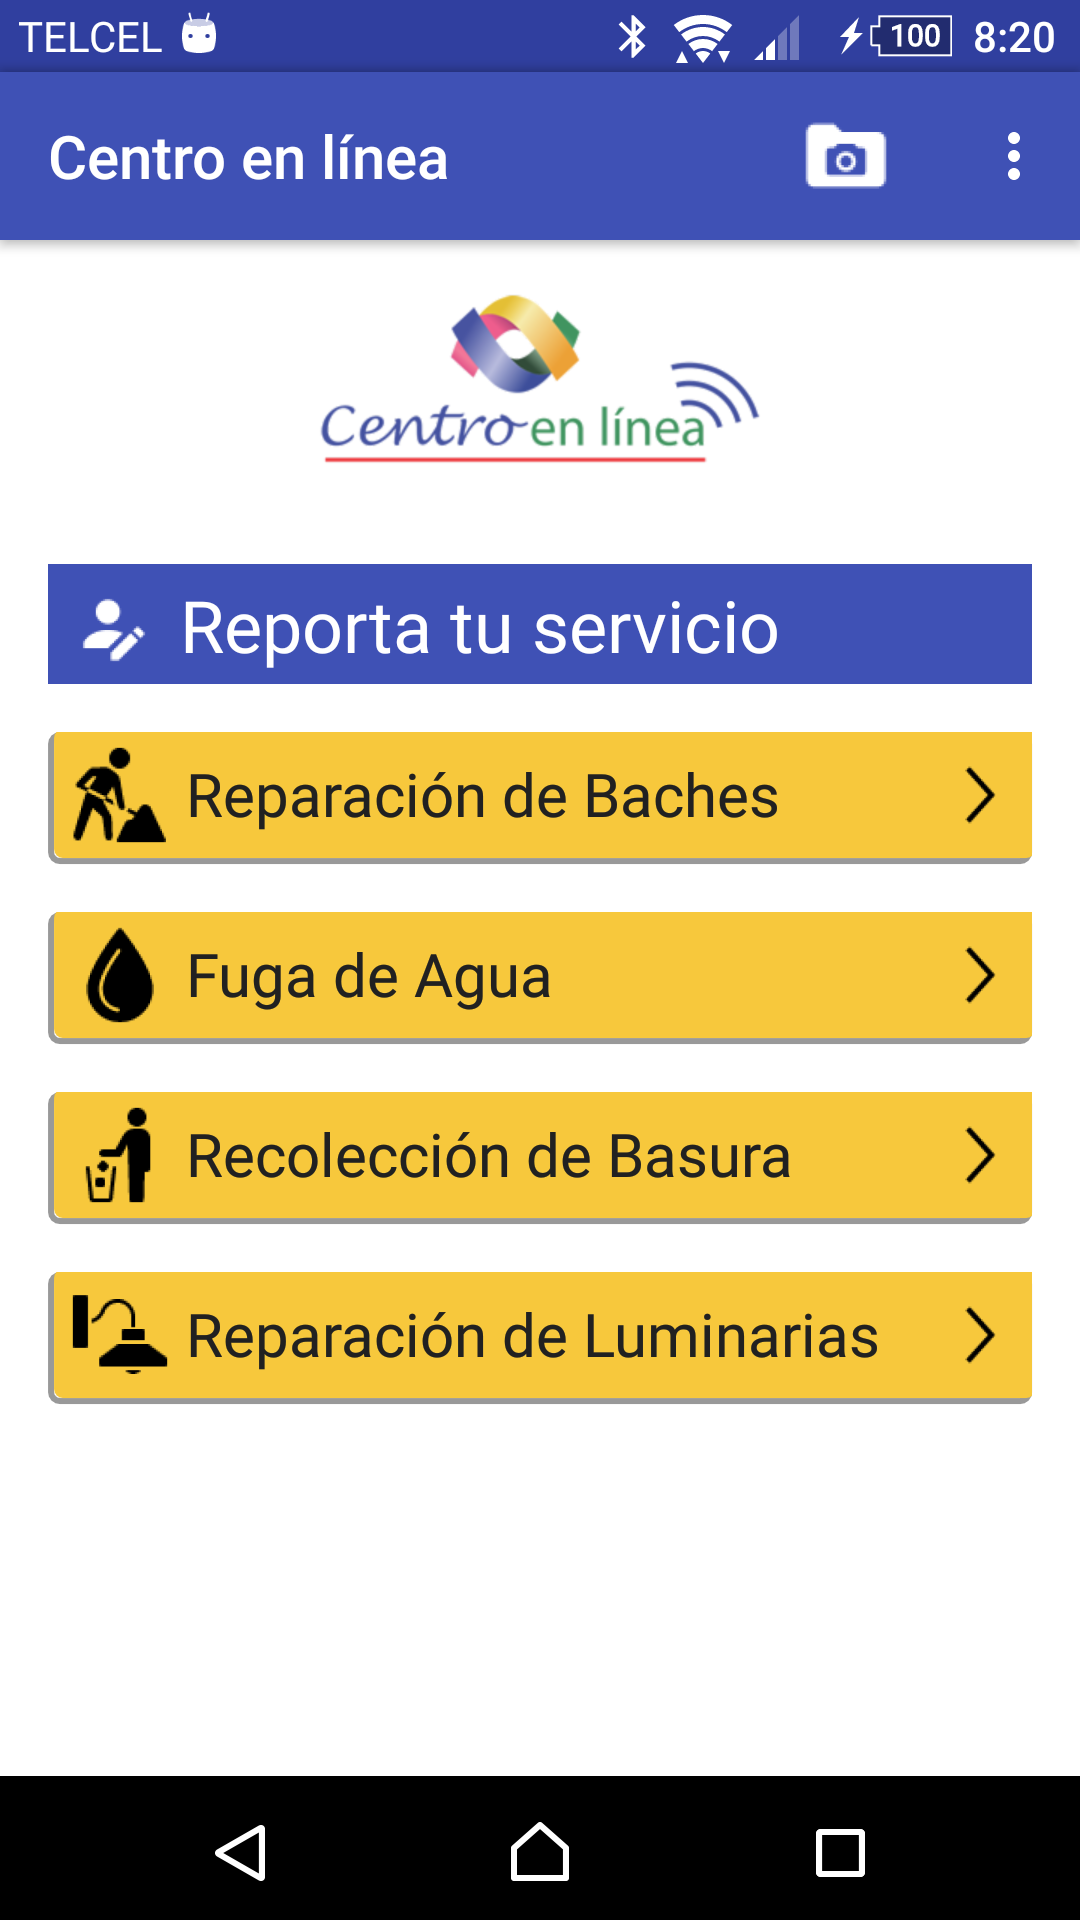 TELCEL 100 8:20
Centro en línea
Centro en línea
Reporta tu servicio
Reparación de Baches
Fuga de Agua
Recolección de Basura
Reparación de Luminarias